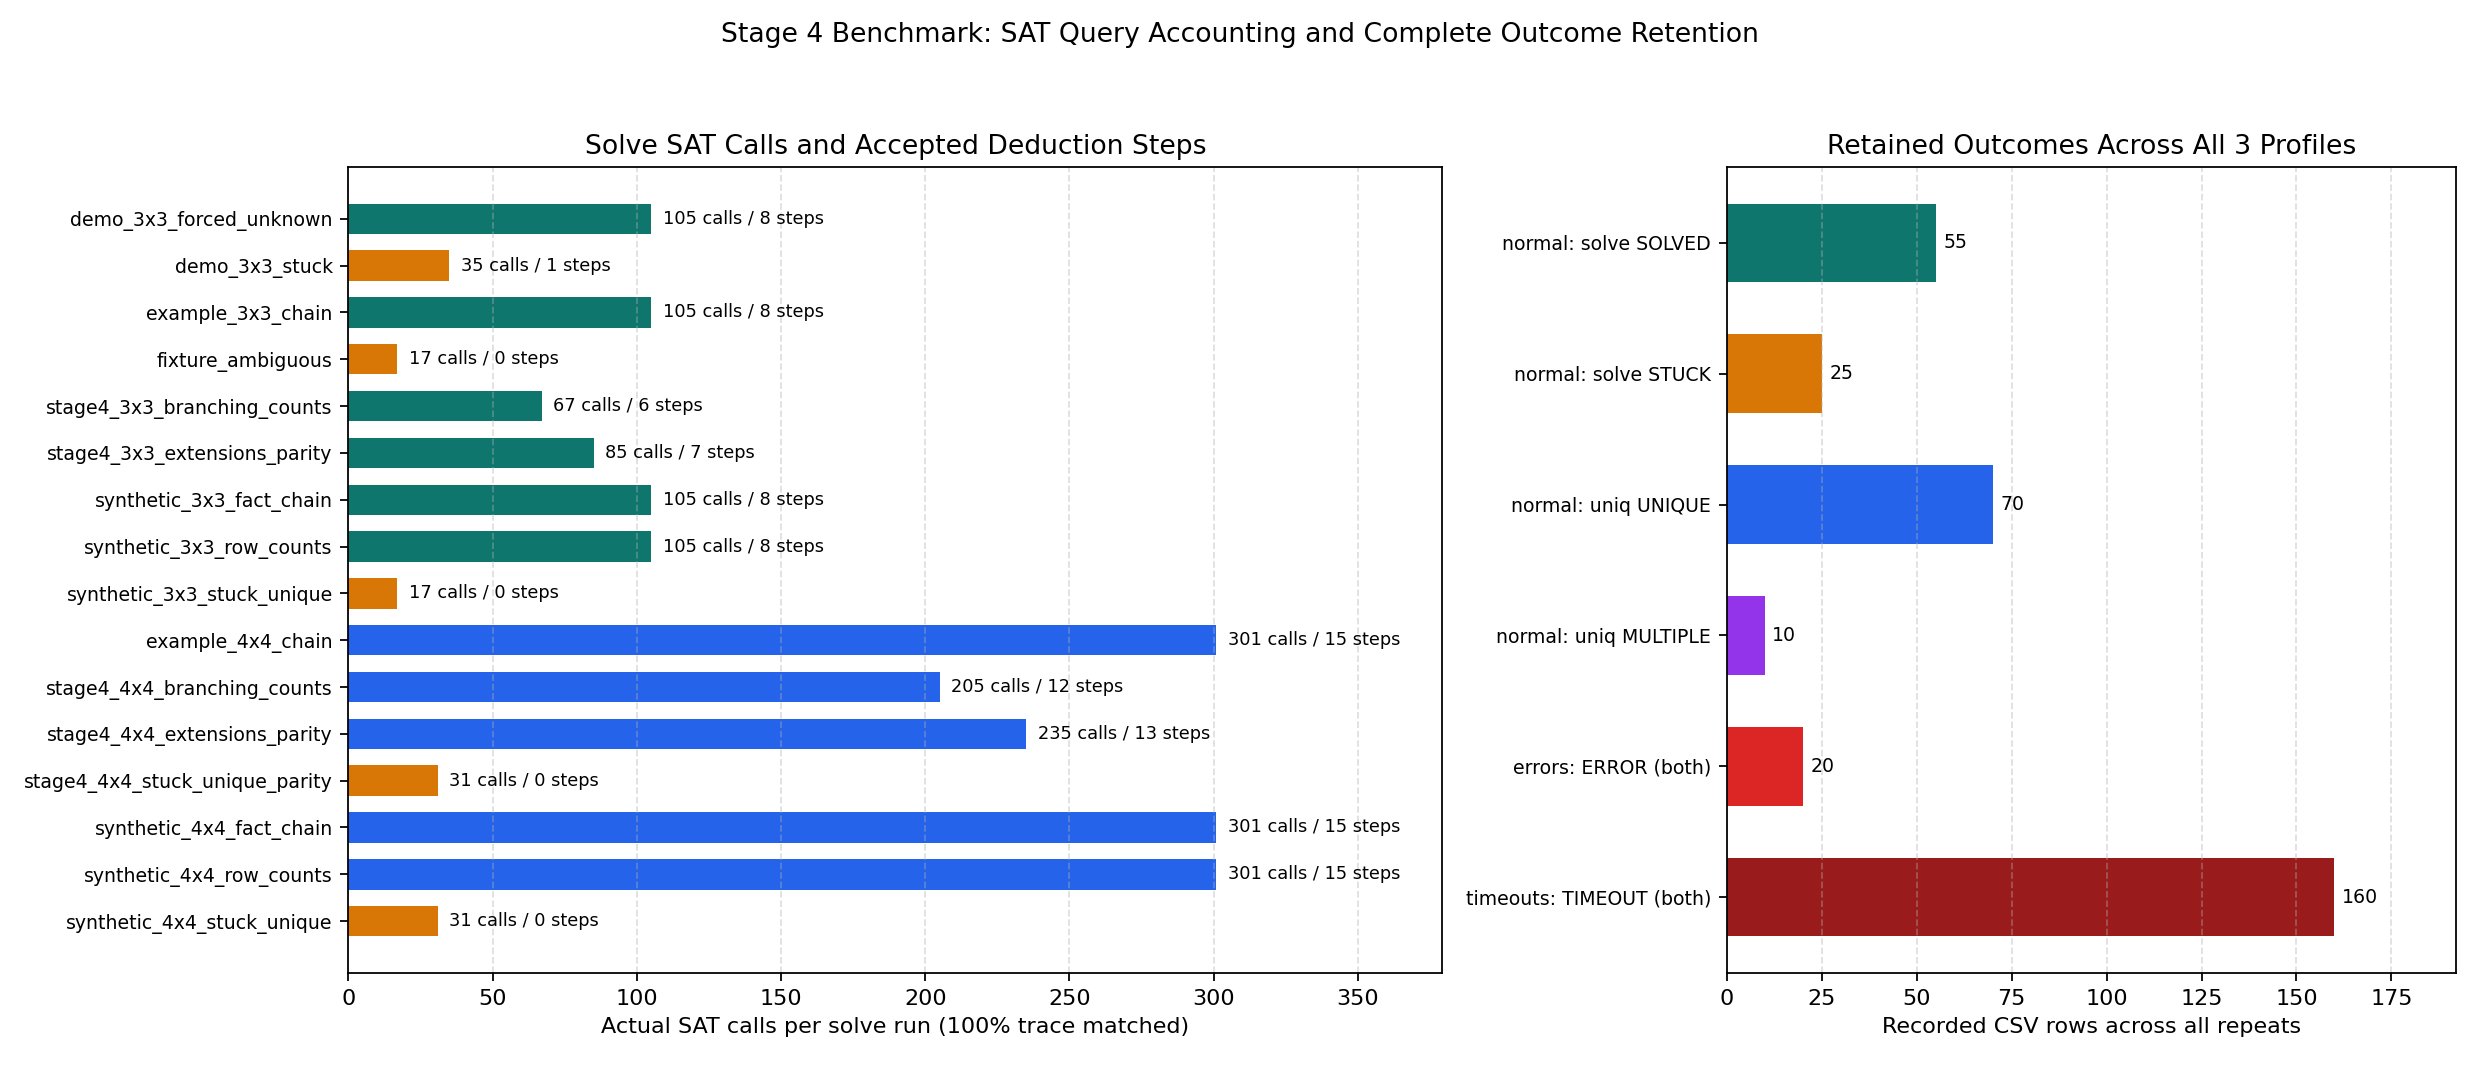 Stage 4 Benchmark: SAT Query Accounting and Complete Outcome Retention
Solve SAT Calls and Accepted Deduction Steps
demo_3x3_forced_unknown
105 calls / 8 steps
demo_3x3_stuck
35 calls / 1 steps
example_3x3_chain
105 calls / 8 steps
fixture_ambiguous
17 calls / 0 steps
stage4_3x3_branching_counts
67 calls / 6 steps
stage4_3x3_extensions_parity
85 calls / 7 steps
synthetic_3x3_fact_chain
105 calls / 8 steps
synthetic_3x3_row_counts
105 calls / 8 steps
synthetic_3x3_stuck_unique
17 calls / 0 steps
example_4x4_chain
301 calls / 15 steps
stage4_4x4_branching_counts
205 calls / 12 steps
stage4_4x4_extensions_parity
235 calls / 13 steps
stage4_4x4_stuck_unique_parity
31 calls / 0 steps
synthetic_4x4_fact_chain
301 calls / 15 steps
synthetic_4x4_row_counts
301 calls / 15 steps
synthetic_4x4_stuck_unique
31 calls / 0 steps
0 50 100 150 200 250 300 350
Actual SAT calls per solve run (100% trace matched)
Retained Outcomes Across All 3 Profiles
normal: solve SOLVED
55
normal: solve STUCK
25
normal: uniq UNIQUE
70
normal: uniq MULTIPLE
10
errors: ERROR (both)
20
timeouts: TIMEOUT (both)
160
0 25 50 75 100 125 150 175
Recorded CSV rows across all repeats